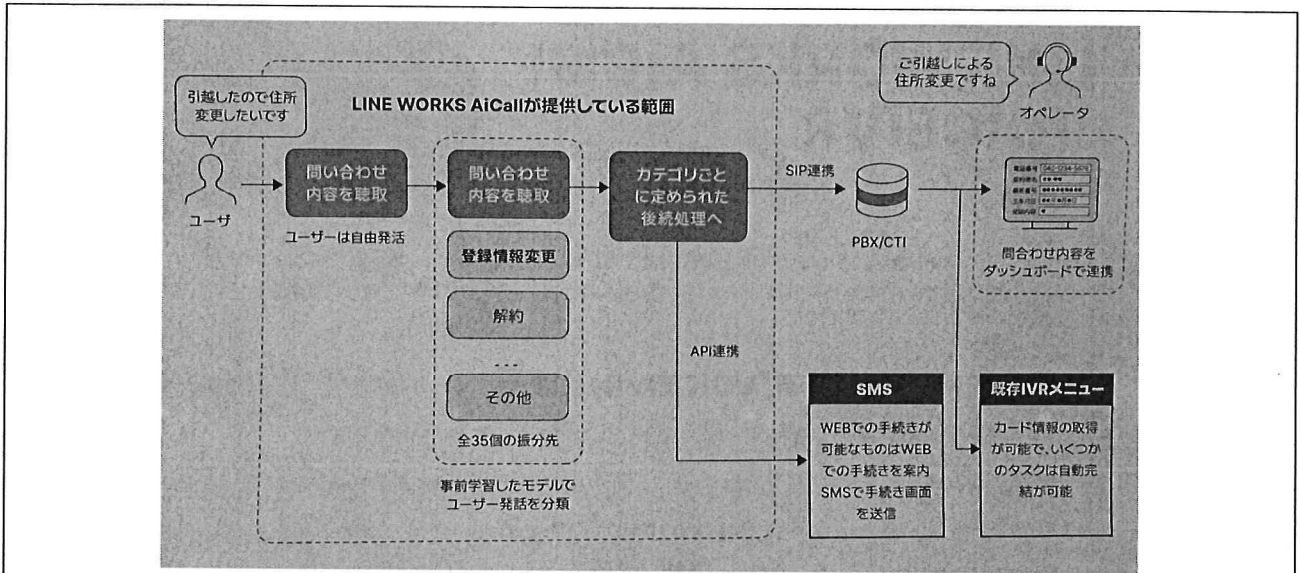 引越したので住所
変更したいです
ユーザ
LINE WORKS AiCallが提供している範囲
問い合わせ
内容を聴取
ユーザーは自由発活
問い合わせ
内容を聴取
登録情報変更
解約
...
その他
全35個の振分先
事前学習したモデルで
ユーザー発話を分類
カテゴリごと
に定められた
後続処理へ
SIP連携
API連携
PBX/CTI
ご引越しによる
住所変更ですね
オペレータ
電話番号
生年月日
問合わせ内容を
ダッシュボードで連携
SMS
WEBでの手続きが
可能なものはWEB
での手続きを案内
SMSで手続き画面
を送信
既存IVRメニュー
カード情報の取得
が可能で、いくつか
のタスクは自動完
結が可能